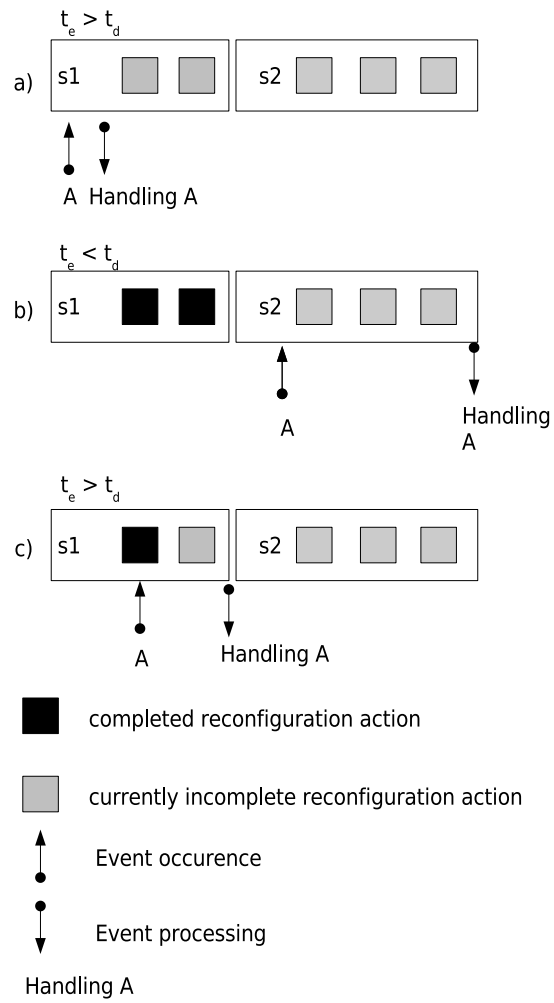 t_e > t_d
a) s1 s2
A Handling A
t_e < t_d
b) s1 s2
A
Handling
A
t_e > t_d
c) s1 s2
A Handling A
completed reconfiguration action
currently incomplete reconfiguration action
Event occurence
Event processing
Handling A